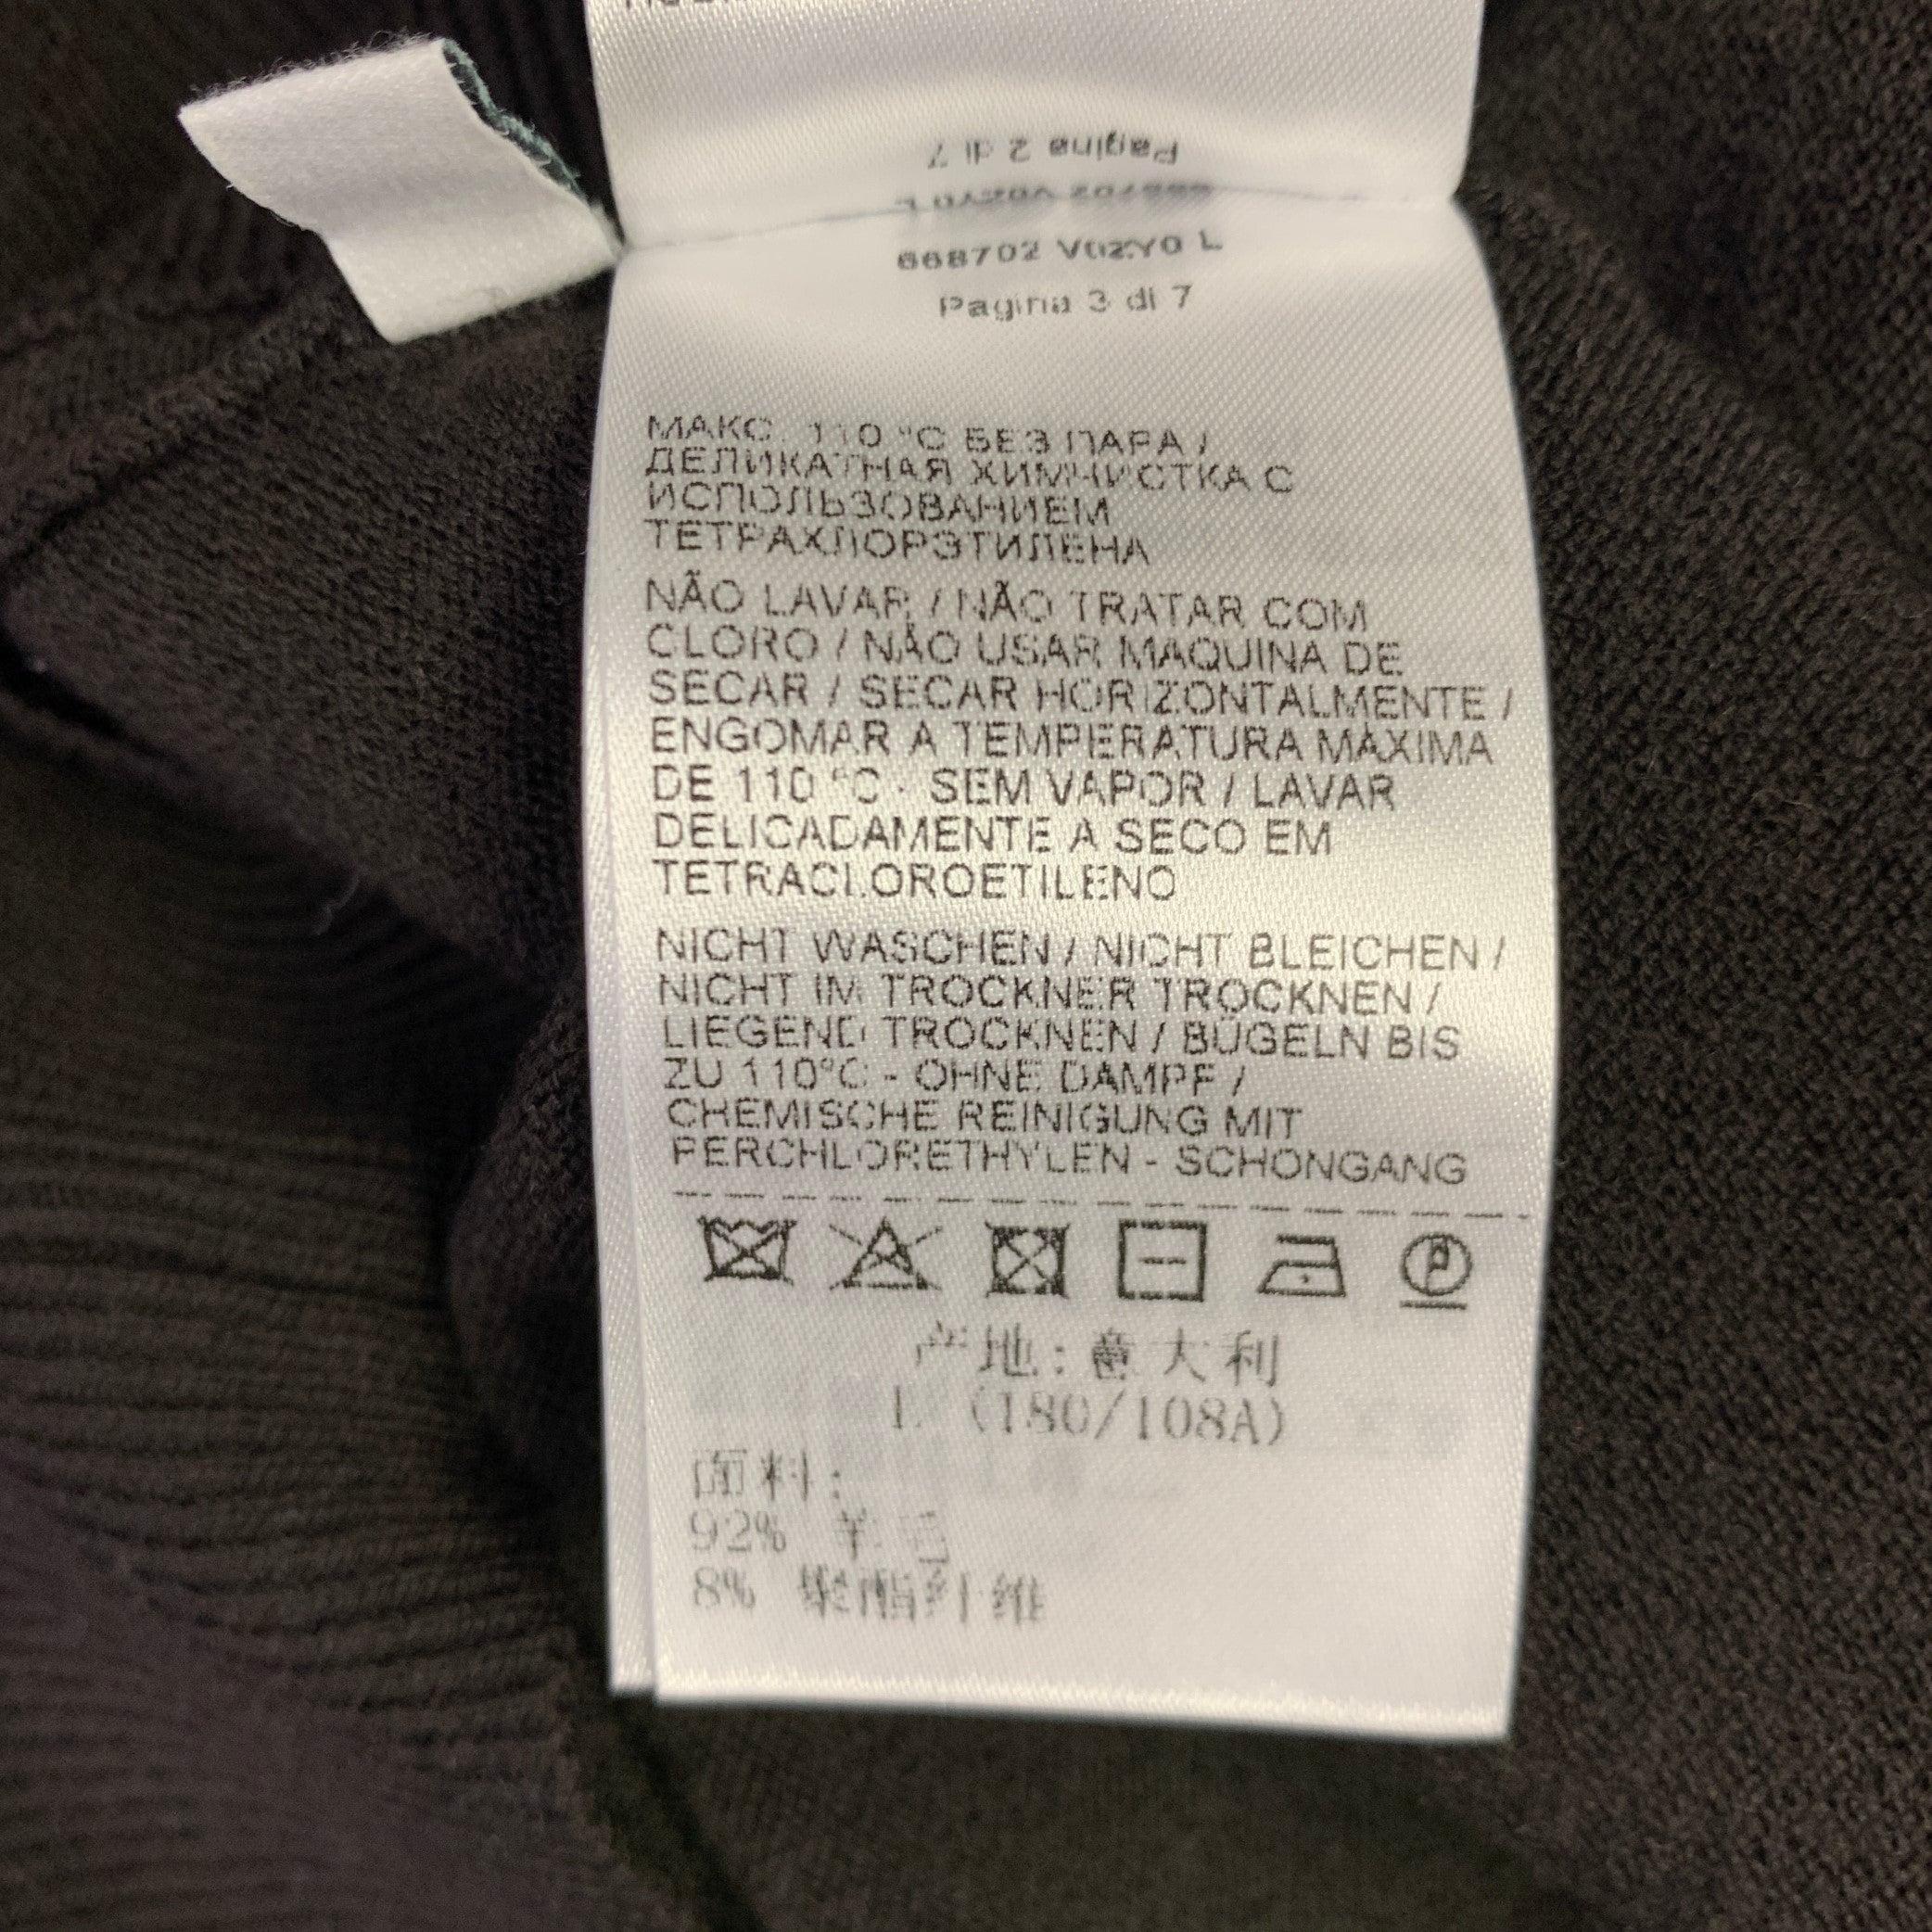 Pagina 2 di 7
668702 V02Y0 L
668702 V02Y0 L
Pagina 3 di 7
МАКС. 110 °C БЕЗ ПАРА /
ДЕЛИКАТНАЯ ХИМЧИСТКА С
ИСПОЛЬЗОВАНИЕМ
ТЕТРАХЛОРЭТИЛЕНА
NÃO LAVAR / NÃO TRATAR COM
CLORO / NÃO USAR MAQUINA DE
SECAR / SECAR HORIZONTALMENTE /
ENGOMAR A TEMPERATURA MÁXIMA
DE 110 °C - SEM VAPOR / LAVAR
DELICADAMENTE A SECO EM
TETRACLOROETILENO
NICHT WASCHEN / NICHT BLEICHEN /
NICHT IM TROCKNER TROCKNEN /
LIEGEND TROCKNEN / BÜGELN BIS
ZU 110°C - OHNE DAMPF /
CHEMISCHE REINIGUNG MIT
PERCHLORETHYLEN - SCHONGANG
P
产地: 意大利
L (180/108A)
面料:
92% 羊毛
8% 聚酯纤维